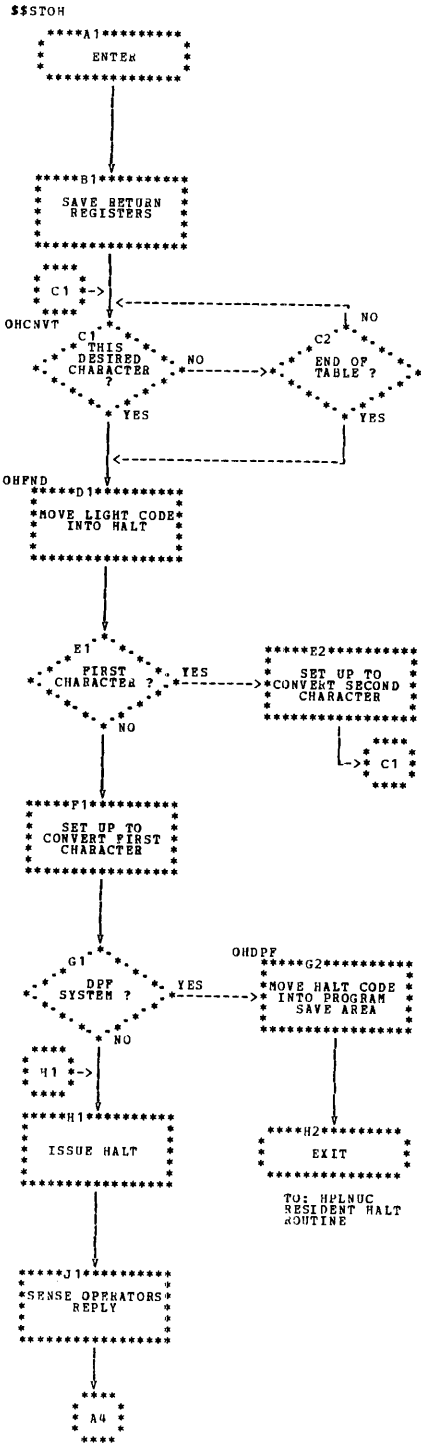 $$STOH
A1
ENTER
B1
SAVE RETURN
REGISTERS
C1
NO
OHCNVT
C1
THIS
DESIRED
CHARACTER
?
NO
C2
END OF
TABLE ?
YES
YES
OHFND
D1
MOVE LIGHT CODE
INTO HALT
E1
FIRST
CHARACTER ?
YES
E2
SET UP TO
CONVERT SECOND
CHARACTER
NO
C1
F1
SET UP TO
CONVERT FIRST
CHARACTER
OHDPF
G1
DPF
SYSTEM ?
YES
G2
MOVE HALT CODE
INTO PROGRAM
SAVE AREA
NO
H1
H1
ISSUE HALT
H2
EXIT
TO: HPLNUC
RESIDENT HALT
ROUTINE
J1
SENSE OPERATORS
REPLY
A4